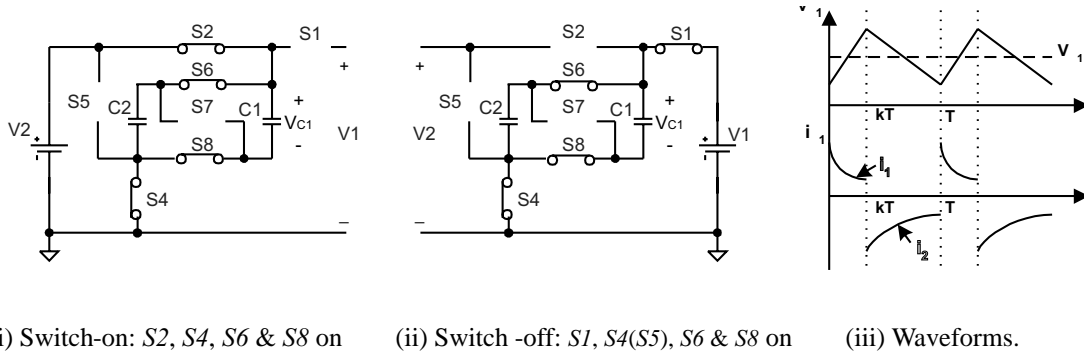 S2
S1
+
S6
S5
C2
S7
C1
+
V2
VC1
V1
-
S8
S4
–
S2
S1
+
S6
S5
C2
S7
C1
+
V2
VC1
V1
-
S8
S4
–
V1
kT
T
i1
i1
kT
T
i2
i) Switch-on: S2, S4, S6 & S8 on
(ii) Switch -off: S1, S4(S5), S6 & S8 on
(iii) Waveforms.